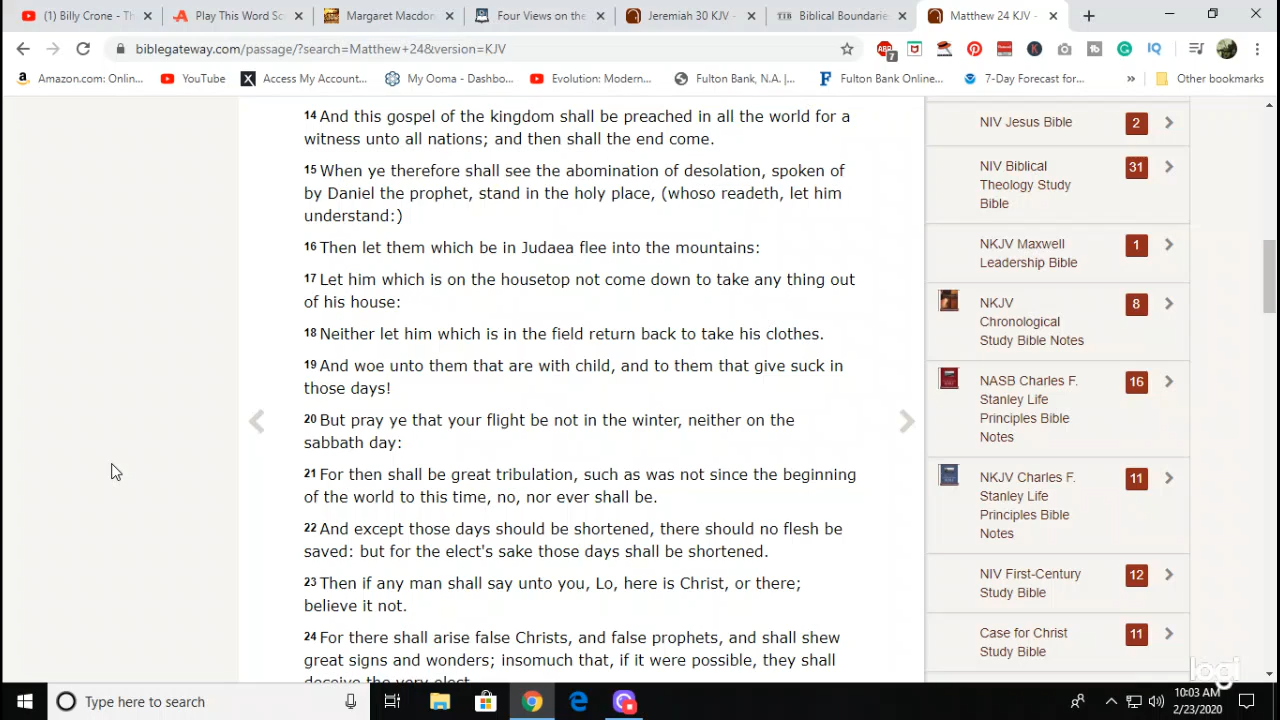 Billy Crone - Th
Play This Word Sc
Margaret Macdon
Four Views on the
Jeremiah 30 KJV -
TIB
Biblical Boundarie
Matthew 24 KJV -
biblegateway.com/passage/?search=Matthew+24&version=KJV
7
Amazon.com: Onlin...
YouTube
Access My Account...
My Ooma - Dashbo...
Evolution: Modern...
Fulton Bank, N.A. |...
Fulton Bank Online...
7-Day Forecast for...
»
Other bookmarks
14 And this gospel of the kingdom shall be preached in all the world for a
witness unto all nations; and then shall the end come.
15 When ye therefore shall see the abomination of desolation, spoken of
by Daniel the prophet, stand in the holy place, (whoso readeth, let him
understand:)
16 Then let them which be in Judaea flee into the mountains:
17 Let him which is on the housetop not come down to take any thing out
of his house:
18 Neither let him which is in the field return back to take his clothes.
19 And woe unto them that are with child, and to them that give suck in
those days!
20 But pray ye that your flight be not in the winter, neither on the
sabbath day:
21 For then shall be great tribulation, such as was not since the beginning
of the world to this time, no, nor ever shall be.
22 And except those days should be shortened, there should no flesh be
saved: but for the elect's sake those days shall be shortened.
23 Then if any man shall say unto you, Lo, here is Christ, or there;
believe it not.
24 For there shall arise false Christs, and false prophets, and shall shew
great signs and wonders; insomuch that, if it were possible, they shall
deceive the very elect.
NIV Jesus Bible
2
NIV Biblical
Theology Study
Bible
31
NKJV Maxwell
Leadership Bible
1
NKJV
Chronological
Study Bible Notes
8
NASB Charles F.
Stanley Life
Principles Bible
Notes
16
NKJV Charles F.
Stanley Life
Principles Bible
Notes
11
NIV First-Century
Study Bible
12
Case for Christ
Study Bible
11
logi
Type here to search
10:03 AM
2/23/2020